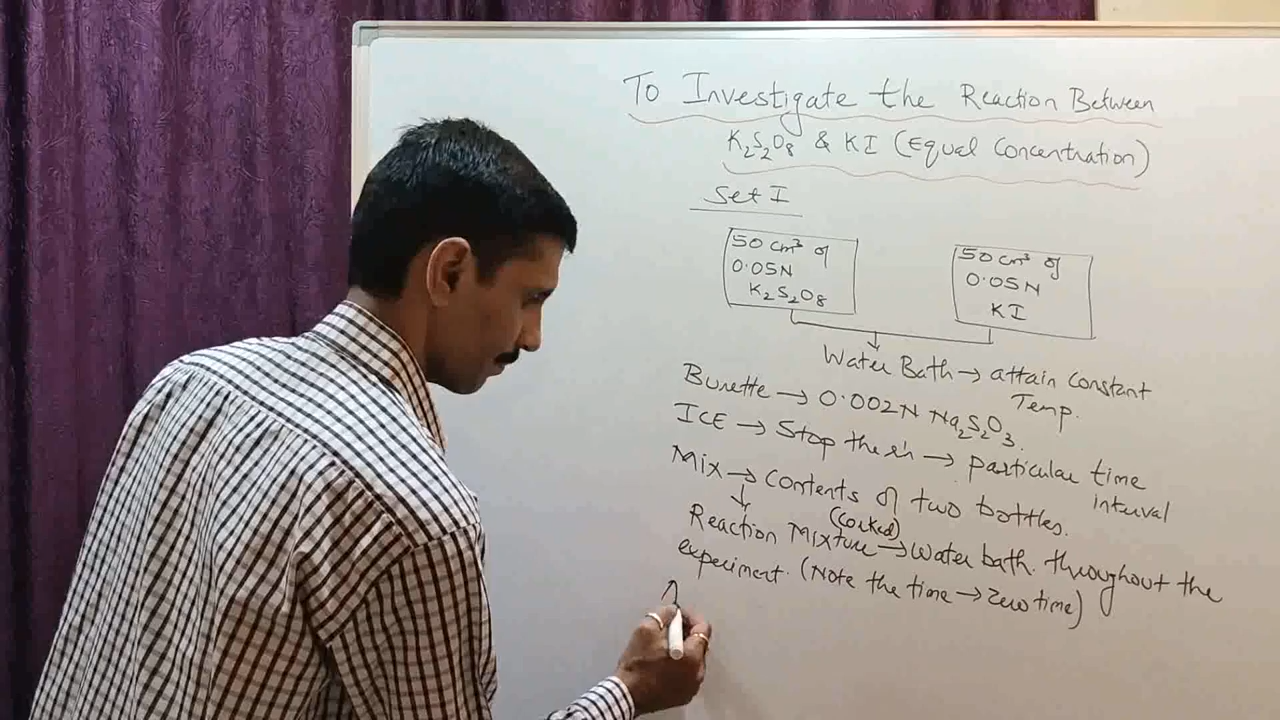 To Investigate the Reaction Between
K₂S₂O₈ & KI (Equal Concentration)
Set I
50 cm³ of
0.05N
K₂S₂O₈
50 cm³ of
0.05N
KI
Water Bath → attain Constant
Temp.
Burette → 0.002N Na₂S₂O₃.
ICE → Stop the rxn → particular time
interval
Mix → Contents of two bottles.
(corked)
Reaction Mixture → Water bath. throughout the
experiment. (Note the time → Zero time)